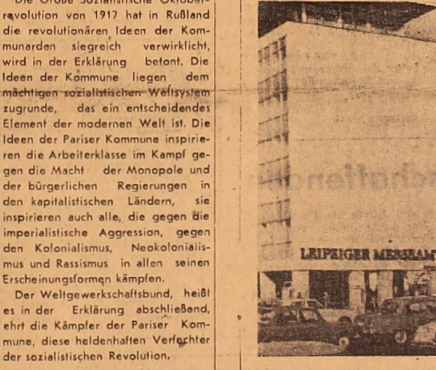 Die Große Sozialistische Oktober-
revolution von 1917 hat in Rußland
die revolutionären Ideen der Kom-
munarden siegreich verwirklicht,
wird in der Erklärung betont. Die
Ideen der Kommune liegen dem
mächtigen sozialistischen Weltsystem
zugrunde, das ein entscheidendes
Element der modernen Welt ist. Die
Ideen der Pariser Kommune inspirie-
ren die Arbeiterklasse im Kampf ge-
gen die Macht der Monopole und
der bürgerlichen Regierungen in
den kapitalistischen Ländern, sie
inspirieren auch alle, die gegen die
imperialistische Aggression, gegen
den Kolonialismus, Neokolonialis-
mus und Rassismus in allen seinen
Erscheinungsformen kämpfen.
Der Weltgewerkschaftsbund, heißt
es in der Erklärung abschließend,
ehrt die Kämpfer der Pariser Kom-
mune, diese heldenhaften Verfechter
der sozialistischen Revolution.
LEIPZIGER MESSEAMT